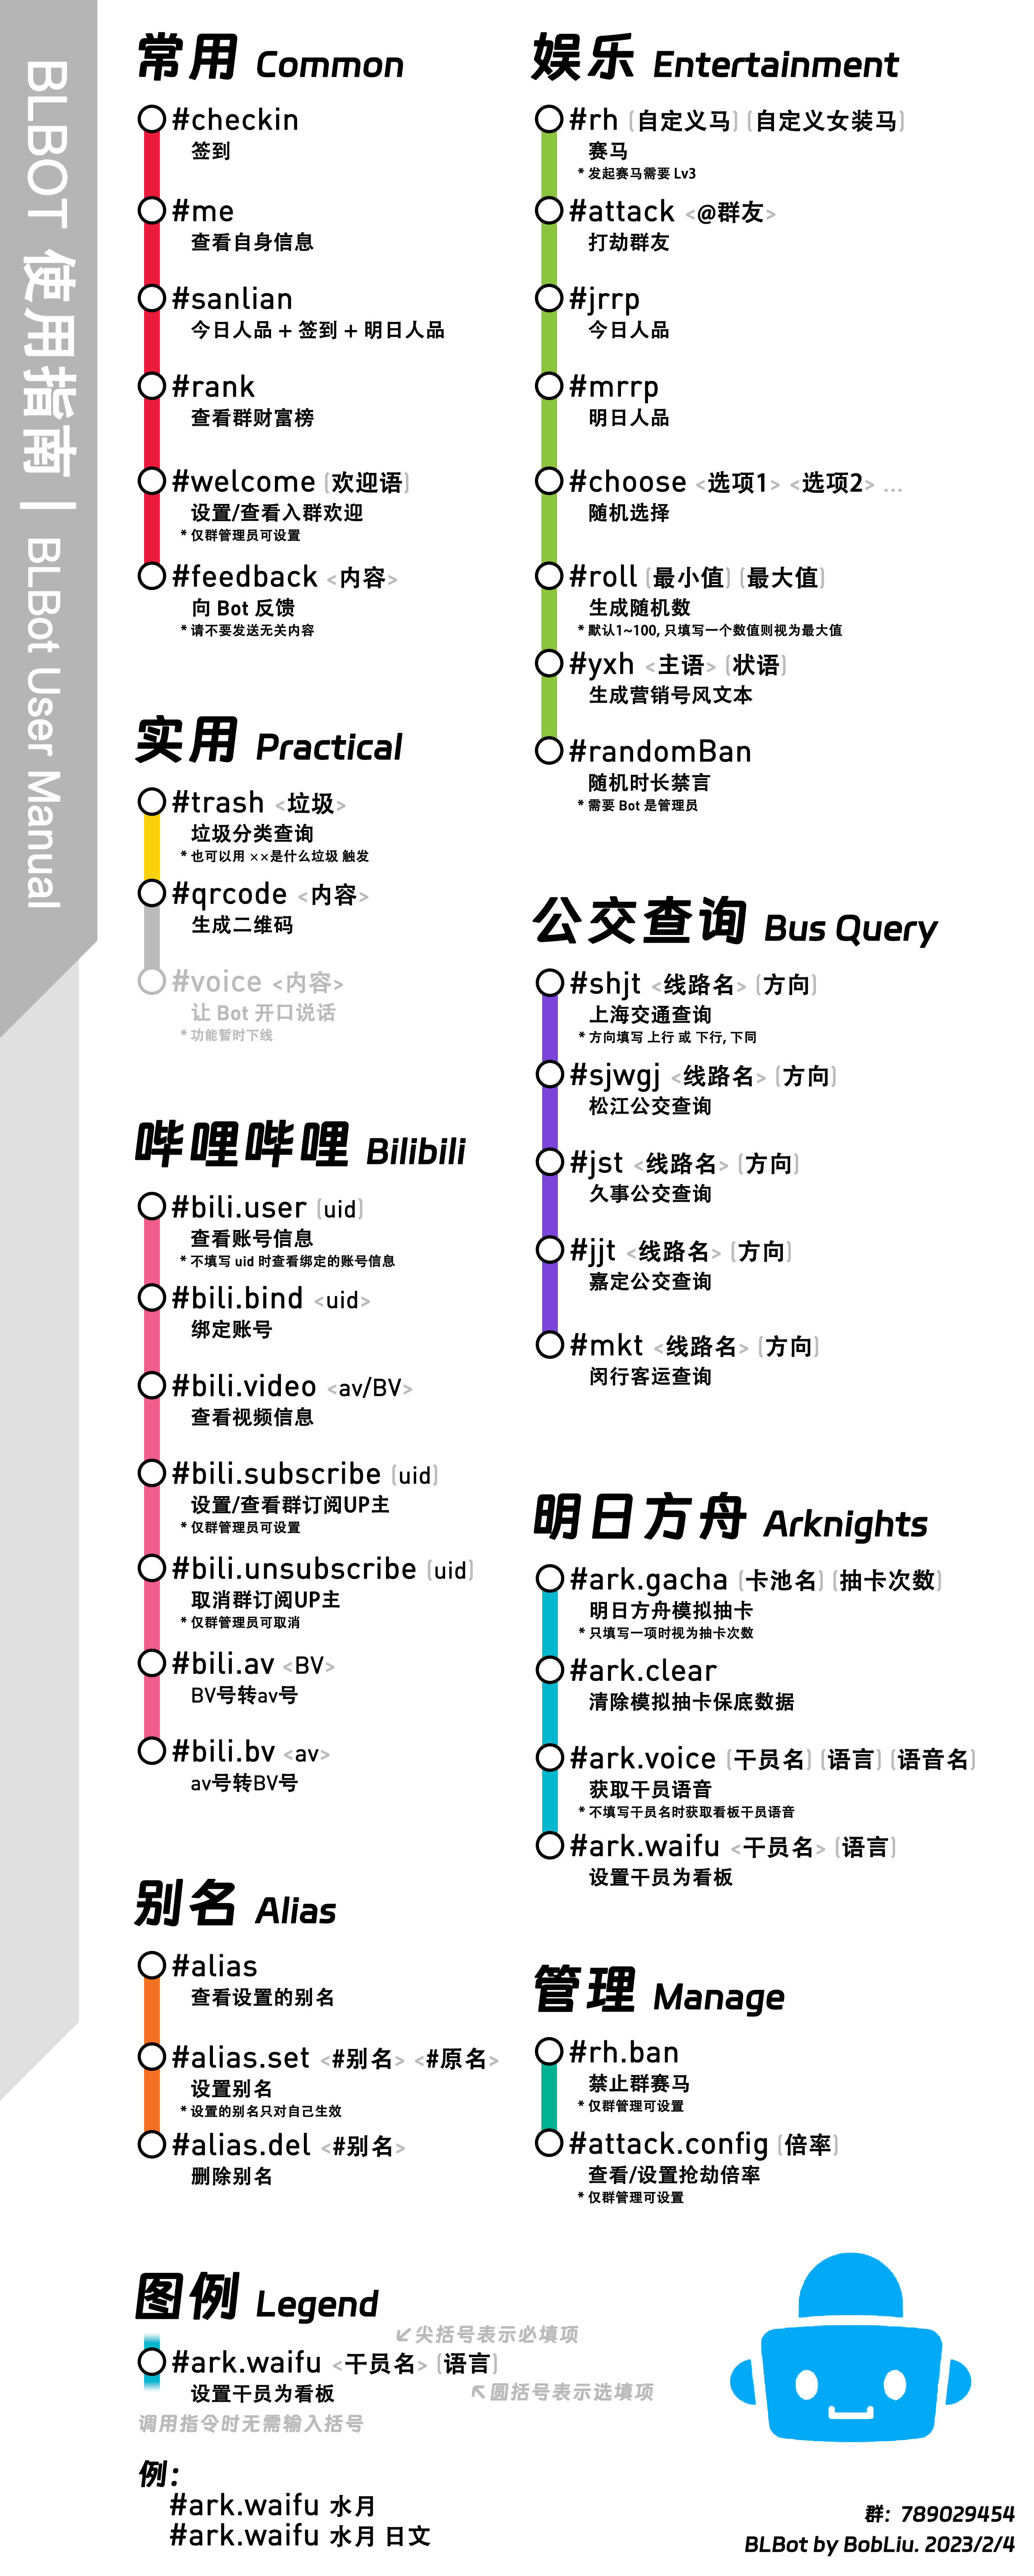 BLBOT 使用指南 | BLBot User Manual
常用 Common
#checkin
签到
#me
查看自身信息
#sanlian
今日人品 + 签到 + 明日人品
#rank
查看群财富榜
#welcome (欢迎语)
设置/查看入群欢迎
* 仅群管理员可设置
#feedback <内容>
向 Bot 反馈
* 请不要发送无关内容
实用 Practical
#trash <垃圾>
垃圾分类查询
* 也可以用 ××是什么垃圾 触发
#qrcode <内容>
生成二维码
#voice <内容>
让 Bot 开口说话
* 功能暂时下线
哔哩哔哩 Bilibili
#bili.user (uid)
查看账号信息
* 不填写 uid 时查看绑定的账号信息
#bili.bind <uid>
绑定账号
#bili.video <av/BV>
查看视频信息
#bili.subscribe (uid)
设置/查看群订阅UP主
* 仅群管理员可设置
#bili.unsubscribe (uid)
取消群订阅UP主
* 仅群管理员可取消
#bili.av <BV>
BV号转av号
#bili.bv <av>
av号转BV号
别名 Alias
#alias
查看设置的别名
#alias.set <#别名> <#原名>
设置别名
* 设置的别名只对自己生效
#alias.del <#别名>
删除别名
娱乐 Entertainment
#rh (自定义马) (自定义女装马)
赛马
* 发起赛马需要 Lv3
#attack <@群友>
打劫群友
#jrrp
今日人品
#mrrp
明日人品
#choose <选项1> <选项2> ...
随机选择
#roll (最小值) (最大值)
生成随机数
* 默认1~100, 只填写一个数值则视为最大值
#yxh <主语> (状语)
生成营销号风文本
#randomBan
随机时长禁言
* 需要 Bot 是管理员
公交查询 Bus Query
#shjt <线路名> (方向)
上海交通查询
* 方向填写 上行 或 下行, 下同
#sjwgj <线路名> (方向)
松江公交查询
#jst <线路名> (方向)
久事公交查询
#jjt <线路名> (方向)
嘉定公交查询
#mkt <线路名> (方向)
闵行客运查询
明日方舟 Arknights
#ark.gacha (卡池名) (抽卡次数)
明日方舟模拟抽卡
* 只填写一项时视为抽卡次数
#ark.clear
清除模拟抽卡保底数据
#ark.voice (干员名) (语言) (语音名)
获取干员语音
* 不填写干员名时获取看板干员语音
#ark.waifu <干员名> (语言)
设置干员为看板
管理 Manage
#rh.ban
禁止群赛马
* 仅群管理可设置
#attack.config (倍率)
查看/设置抢劫倍率
* 仅群管理可设置
图例 Legend
↙尖括号表示必填项
#ark.waifu <干员名> (语言)
设置干员为看板
↖圆括号表示选填项
调用指令时无需输入括号
例:
#ark.waifu 水月
#ark.waifu 水月 日文
群: 789029454
BLBot by BobLiu. 2023/2/4